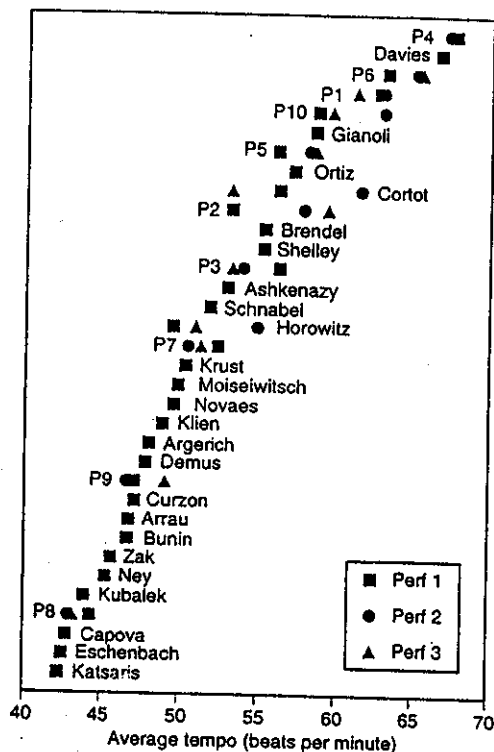 P4
Davies
P6
P1
P10
Gianoli
P5
Ortiz
Cortot
P2
Brendel
Shelley
P3
Ashkenazy
Schnabel
Horowitz
P7
Krust
Moiseiwitsch
Novaes
Klien
Argerich
Demus
P9
Curzon
Arrau
Bunin
Zak
Ney
Kubalek
P8
Capova
Eschenbach
Katsaris
Perf 1
Perf 2
Perf 3
40 45 50 55 60 65 70
Average tempo (beats per minute)